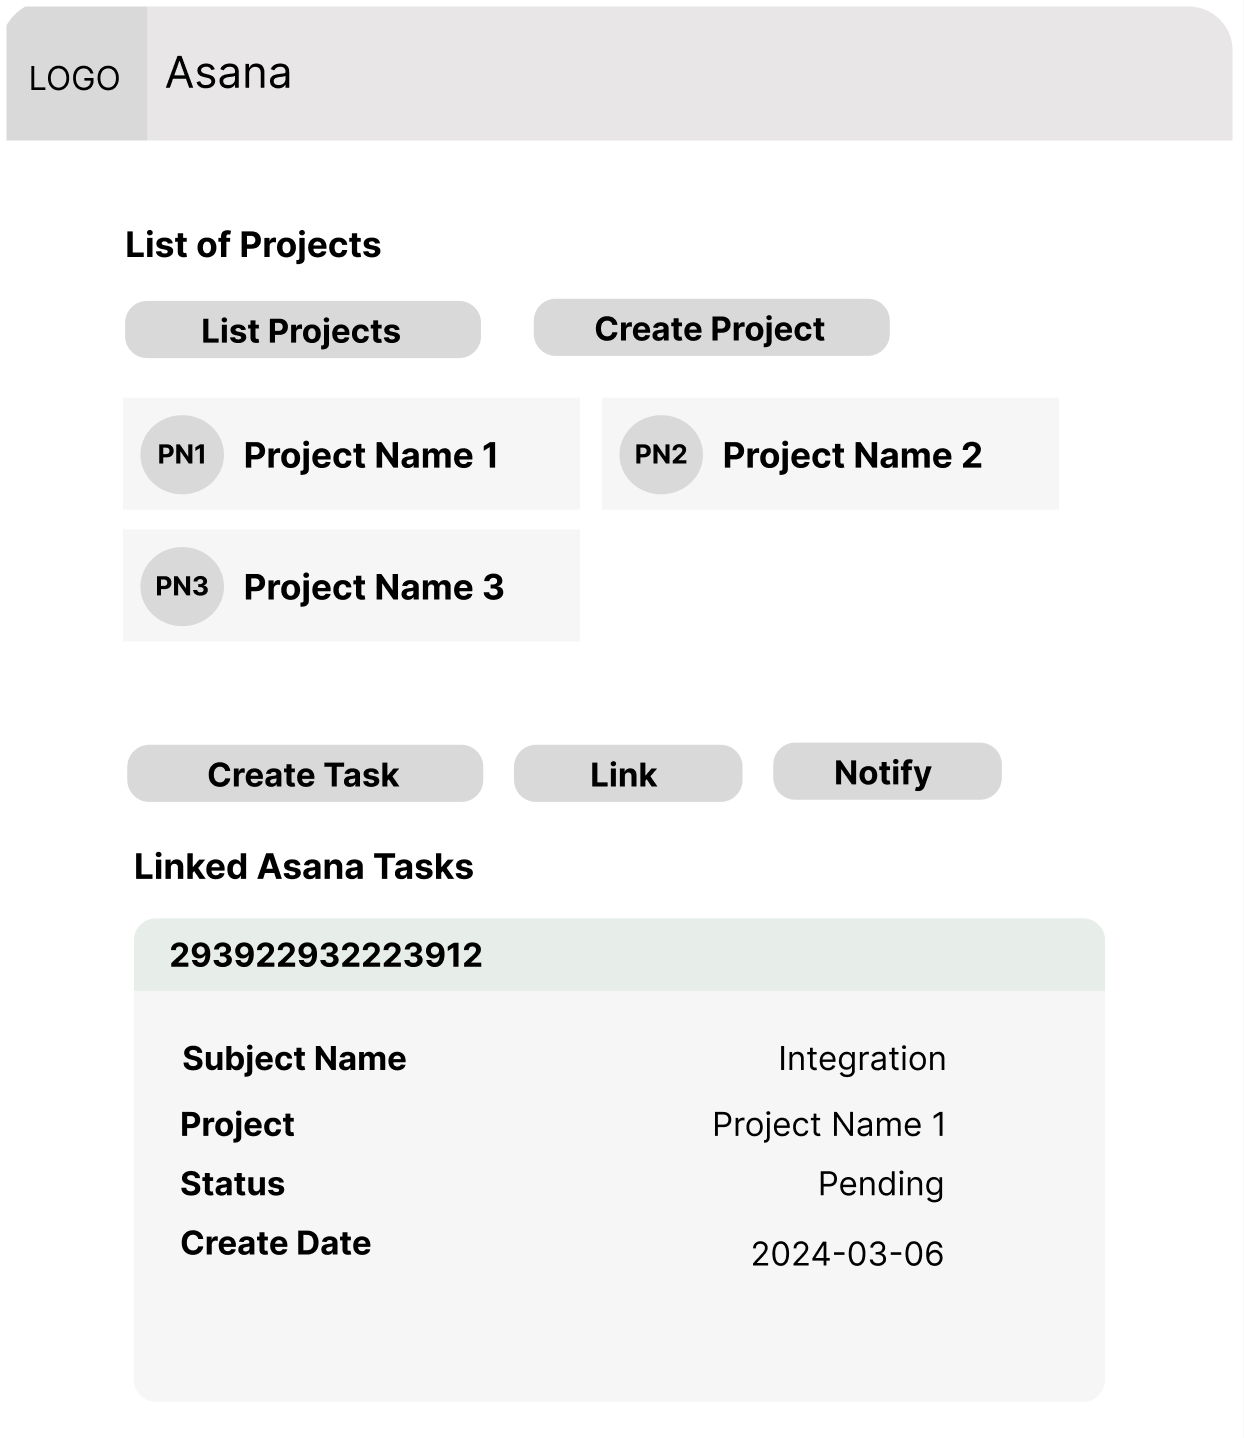 LOGO Asana
List of Projects
List Projects Create Project
PN1 Project Name 1 PN2 Project Name 2
PN3 Project Name 3
Create Task Link Notify
Linked Asana Tasks
293922932223912
Subject Name Integration
Project Project Name 1
Status Pending
Create Date 2024-03-06